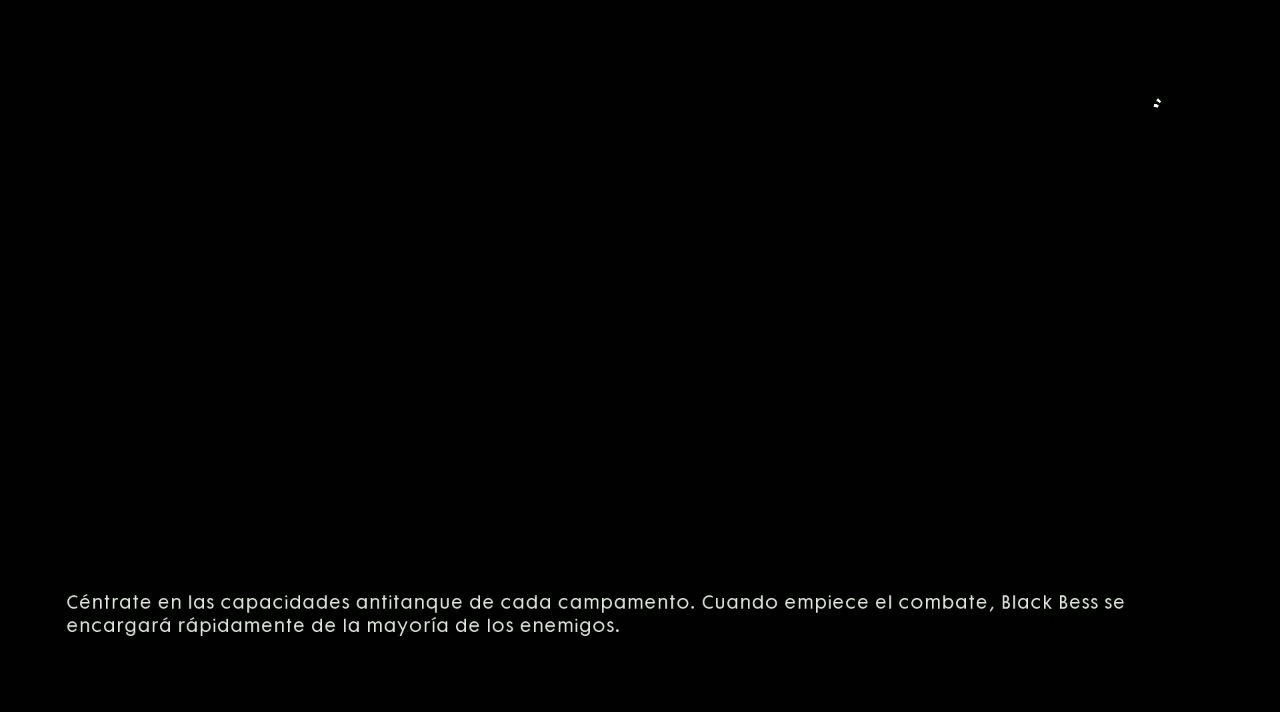 Céntrate en las capacidades antitanque de cada campamento. Cuando empiece el combate, Black Bess se
encargará rápidamente de la mayoría de los enemigos.